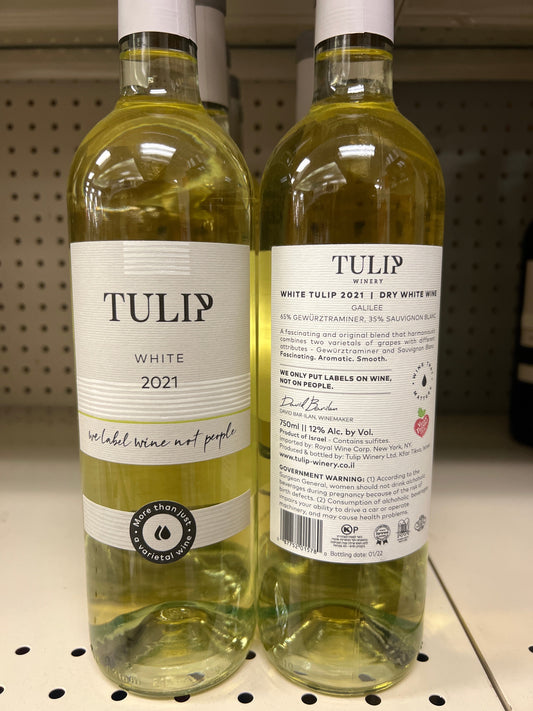 TULIP
WHITE
2021
we label wine not people
More than just
a varietal wine
TULIP
WINERY
WHITE TULIP 2021 | DRY WHITE WINE
GALILEE
65% GEWÜRZTRAMINER, 35% SAUVIGNON BLANC
A fascinating and original blend that harmoniously
combines two varietals of grapes with different
attributes - Gewürztraminer and Sauvignon Blanc
Fascinating. Aromatic. Smooth.
WE ONLY PUT LABELS ON WINE,
NOT ON PEOPLE.
David Bar-Ilan
DAVID BAR-ILAN, WINEMAKER
WINE THAT MATTERS
750ml || 12% Alc. by Vol.
Product of Israel - Contains sulfites.
Imported by: Royal Wine Corp. New York, NY.
Produced & bottled by: Tulip Winery Ltd. Kfar Tikva, Israel
www.tulip-winery.co.il
GOVERNMENT WARNING: (1) According to the
Surgeon General, women should not drink alcoholic
beverages during pregnancy because of the risk of
birth defects. (2) Consumption of alcoholic beverages
impairs your ability to drive a car or operate
machinery, and may cause health problems.
P
Bottling date: 01/22